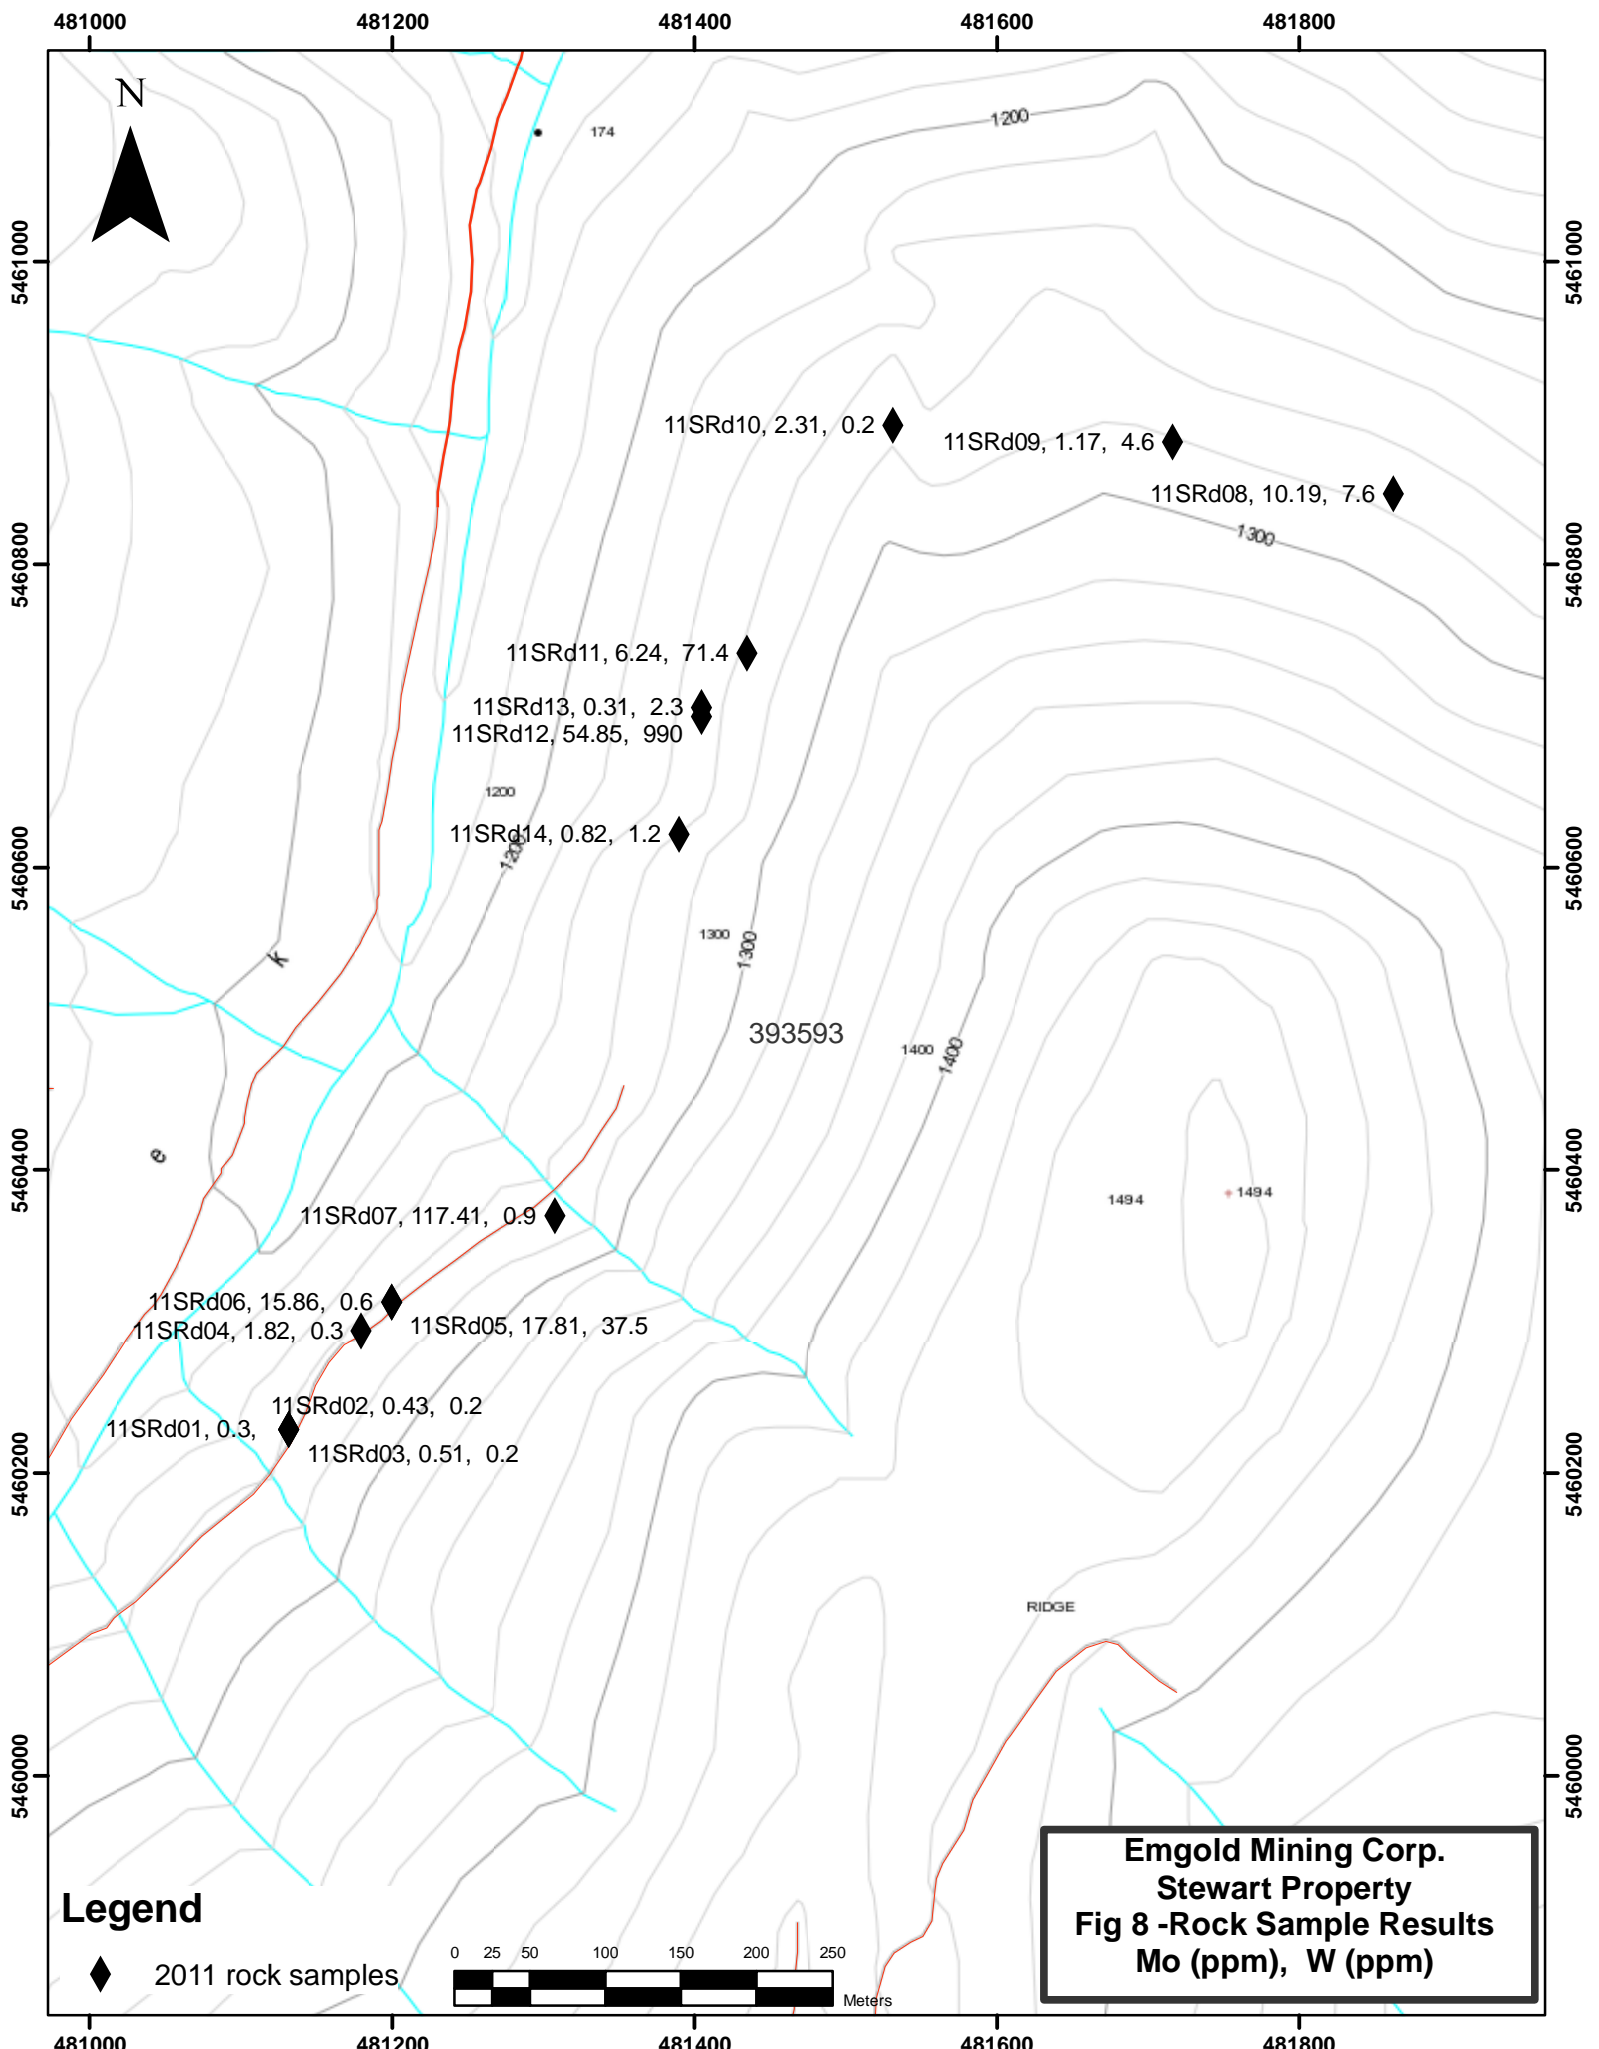 481000 481200 481400 481600 481800
N
174
1200
5461000 5461000
11SRd10, 2.31, 0.2
11SRd09, 1.17, 4.6
11SRd08, 10.19, 7.6
1300
5460800 5460800
11SRd11, 6.24, 71.4
11SRd13, 0.31, 2.3
11SRd12, 54.85, 990
1200
11SRd14, 0.82, 1.2
1200
5460600 5460600
1300
1300
k
393593
1400
1400
e
5460400 5460400
1494
1494
11SRd07, 117.41, 0.9
11SRd06, 15.86, 0.6
11SRd05, 17.81, 37.5
11SRd04, 1.82, 0.3
11SRd02, 0.43, 0.2
11SRd01, 0.3,
11SRd03, 0.51, 0.2
5460200 5460200
RIDGE
5460000 5460000
Emgold Mining Corp.
Stewart Property
Fig 8 -Rock Sample Results
Mo (ppm), W (ppm)
Legend
2011 rock samples
0 25 50 100 150 200 250
Meters
481000 481200 481400 481600 481800